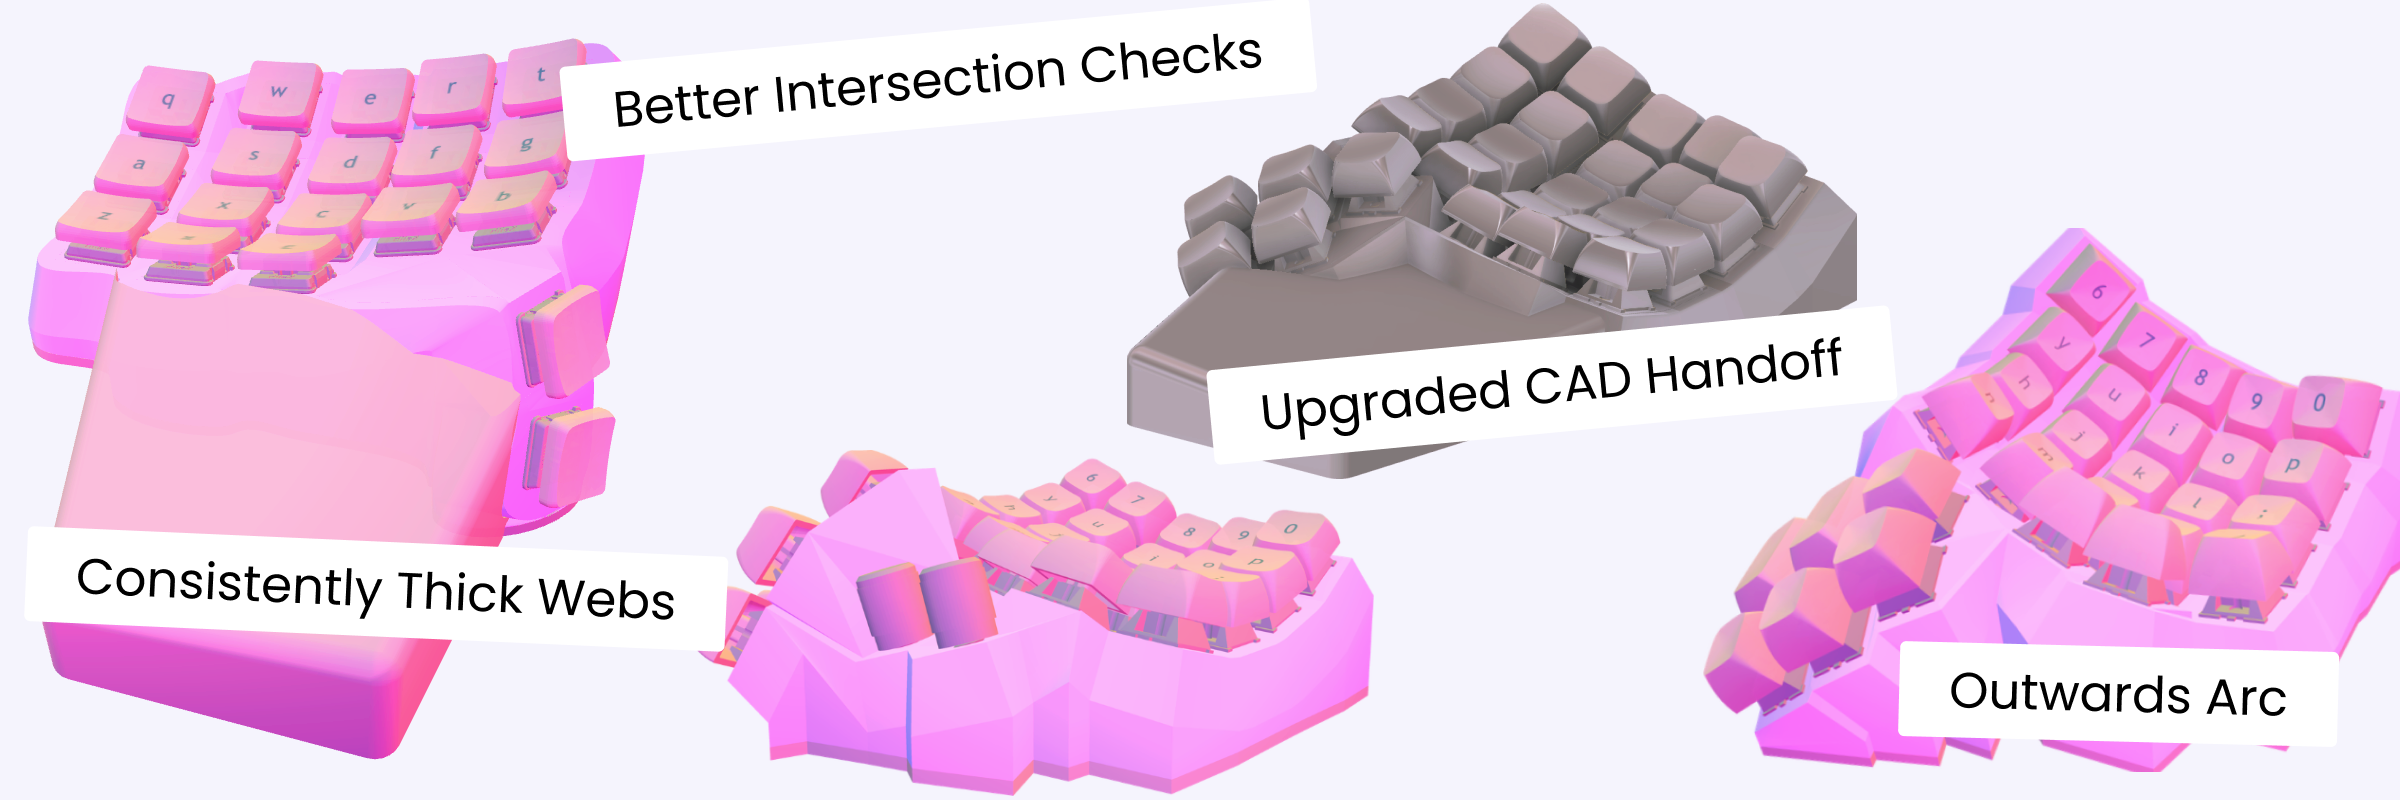 Better Intersection Checks
Upgraded CAD Handoff
Consistently Thick Webs
Outwards Arc
q w e r t
a s d f g
z x c v b
6 7 8 9 0
y u i o p
h j k l ;
n m
6 7 8 9 0
y u i o p